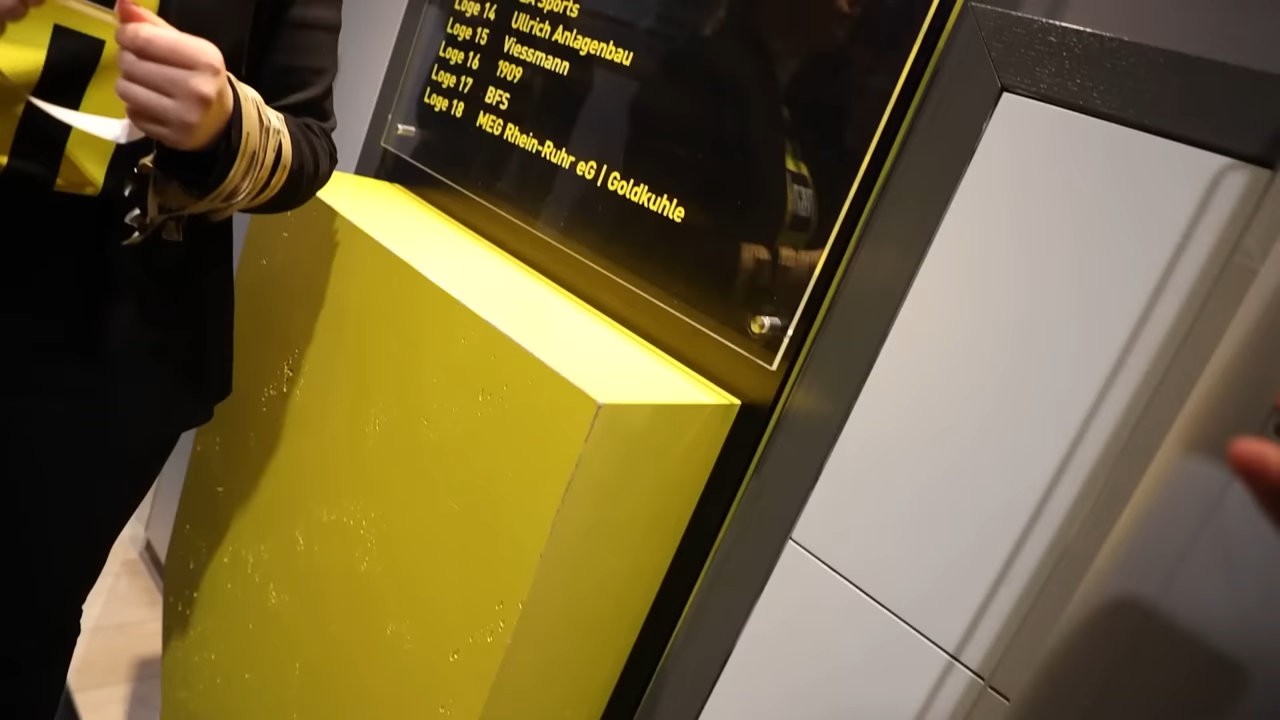 Sports
Loge 14 Ullrich Anlagenbau
Loge 15 Viessmann
Loge 16 1909
Loge 17 BFS
Loge 18 MEG Rhein-Ruhr eG | Goldkuhle